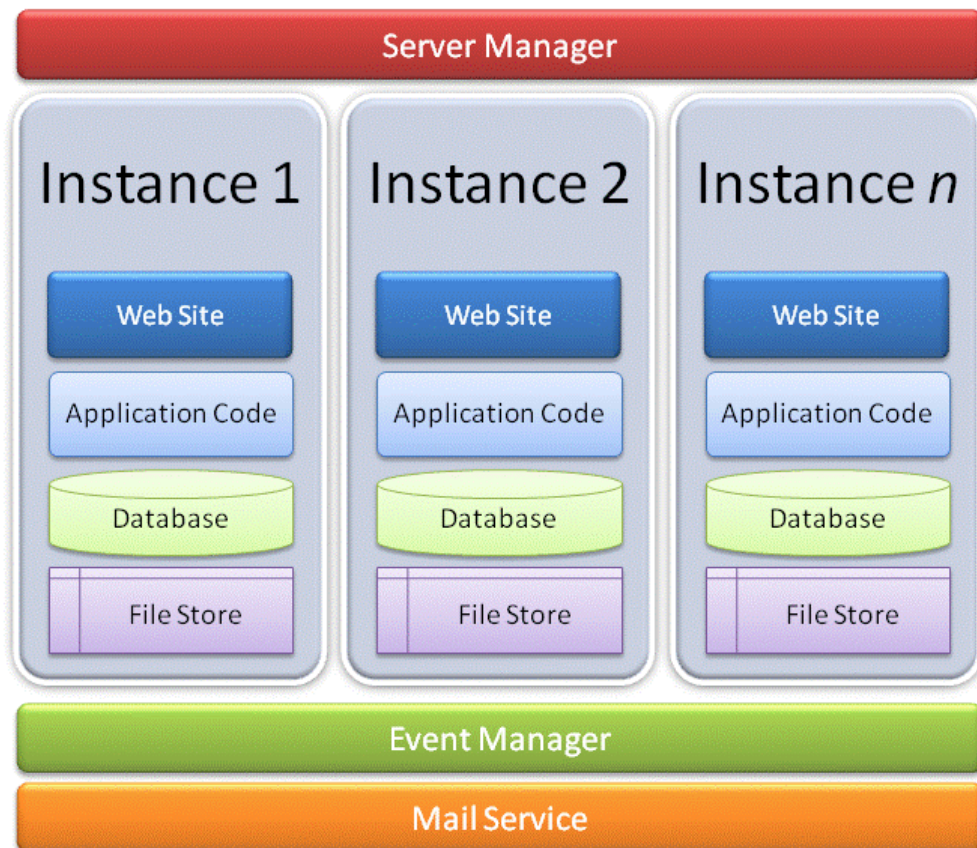 Server Manager
Instance 1
Web Site
Application Code
Database
File Store
Instance 2
Web Site
Application Code
Database
File Store
Instance n
Web Site
Application Code
Database
File Store
Event Manager
Mail Service